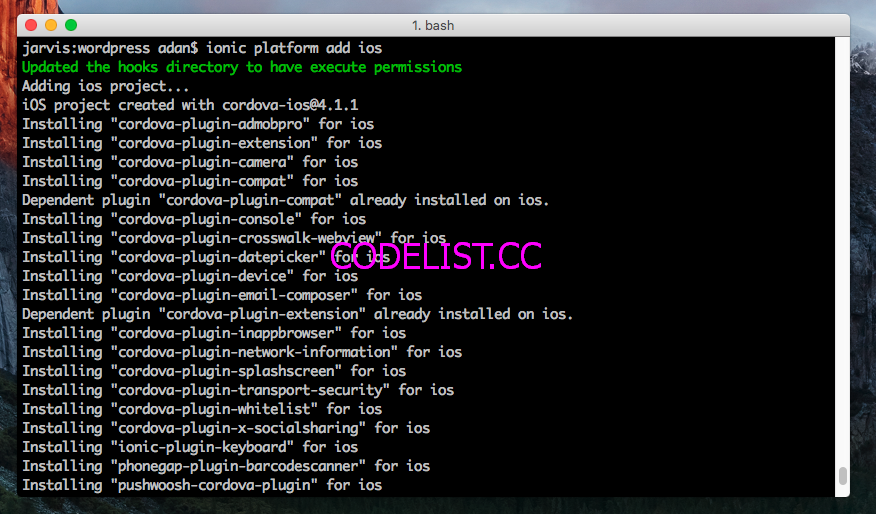 1. bash
jarvis:wordpress adan$ ionic platform add ios
Updated the hooks directory to have execute permissions
Adding ios project...
iOS project created with cordova-ios@4.1.1
Installing "cordova-plugin-admobpro" for ios
Installing "cordova-plugin-extension" for ios
Installing "cordova-plugin-camera" for ios
Installing "cordova-plugin-compat" for ios
Dependent plugin "cordova-plugin-compat" already installed on ios.
Installing "cordova-plugin-console" for ios
Installing "cordova-plugin-crosswalk-webview" for ios
Installing "cordova-plugin-datepicker" for ios
CODELIST.CC
Installing "cordova-plugin-device" for ios
Installing "cordova-plugin-email-composer" for ios
Dependent plugin "cordova-plugin-extension" already installed on ios.
Installing "cordova-plugin-inappbrowser" for ios
Installing "cordova-plugin-network-information" for ios
Installing "cordova-plugin-splashscreen" for ios
Installing "cordova-plugin-transport-security" for ios
Installing "cordova-plugin-whitelist" for ios
Installing "cordova-plugin-x-socialsharing" for ios
Installing "ionic-plugin-keyboard" for ios
Installing "phonegap-plugin-barcodescanner" for ios
Installing "pushwoosh-cordova-plugin" for ios